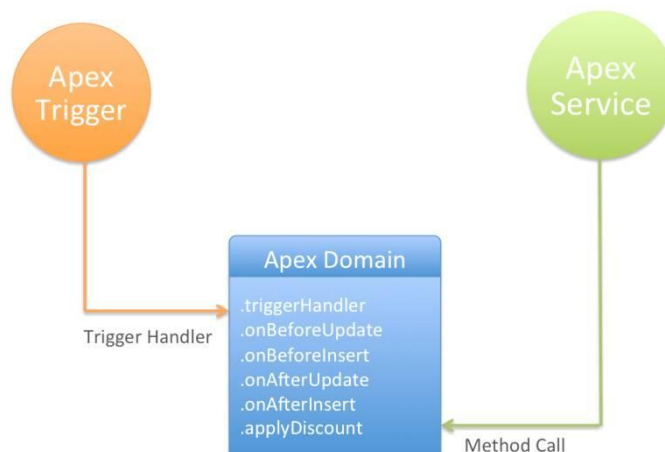 Apex
Trigger
Apex
Service
Apex Domain
.triggerHandler
.onBeforeUpdate
.onBeforeInsert
.onAfterUpdate
.onAfterInsert
.applyDiscount
Trigger Handler
Method Call